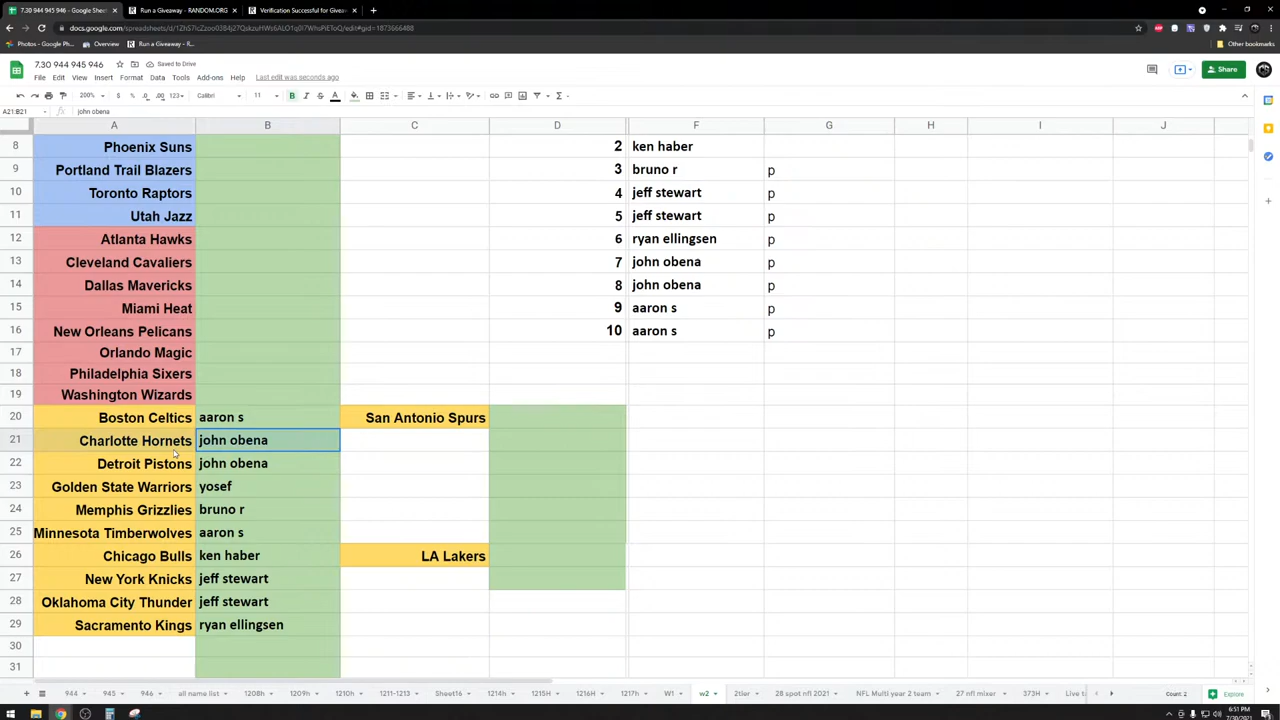 7.30 944 945 946 - Google Sheet
Run a Giveaway - RANDOM.ORG
Verification Successful for Giveaw
docs.google.com
Photos - Google Ph...
Overview
Run a Giveaway - R...
Other bookmarks
7.30 944 945 946
Saved to Drive
File Edit View Insert Format Data Tools Add-ons Help Last edit was seconds ago
Share
200% $ % .0 .00 123 Calibri 11 B I S A
A21:B21 fx john obena
A B C D F G H I J
8 Phoenix Suns 2 ken haber
9 Portland Trail Blazers 3 bruno r p
10 Toronto Raptors 4 jeff stewart p
11 Utah Jazz 5 jeff stewart p
12 Atlanta Hawks 6 ryan ellingsen p
13 Cleveland Cavaliers 7 john obena p
14 Dallas Mavericks 8 john obena p
15 Miami Heat 9 aaron s p
16 New Orleans Pelicans 10 aaron s p
17 Orlando Magic
18 Philadelphia Sixers
19 Washington Wizards
20 Boston Celtics aaron s San Antonio Spurs
21 Charlotte Hornets john obena
22 Detroit Pistons john obena
23 Golden State Warriors yosef
24 Memphis Grizzlies bruno r
25 Minnesota Timberwolves aaron s
26 Chicago Bulls ken haber LA Lakers
27 New York Knicks jeff stewart
28 Oklahoma City Thunder jeff stewart
29 Sacramento Kings ryan ellingsen
30
31
944 945 946 all name list 1208h 1209h 1210h 1211-1213 Sheet16 1214h 1215H 1216H 1217h W1 w2 2tier 28 spot nfl 2021 NFL Multi year 2 team 27 nfl mixer 373H Live t Count: 2 Explore
6:51 PM
7/30/2021